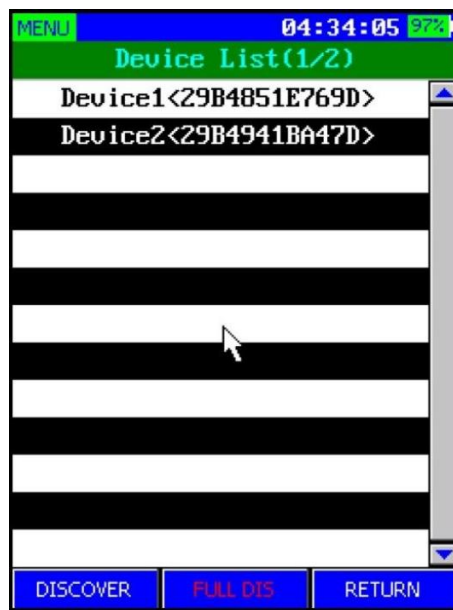 MENU 04:34:05 97%
Device List(1/2)
Device1<29B4851E769D>
Device2<29B4941BA47D>
DISCOVER FULL DIS RETURN